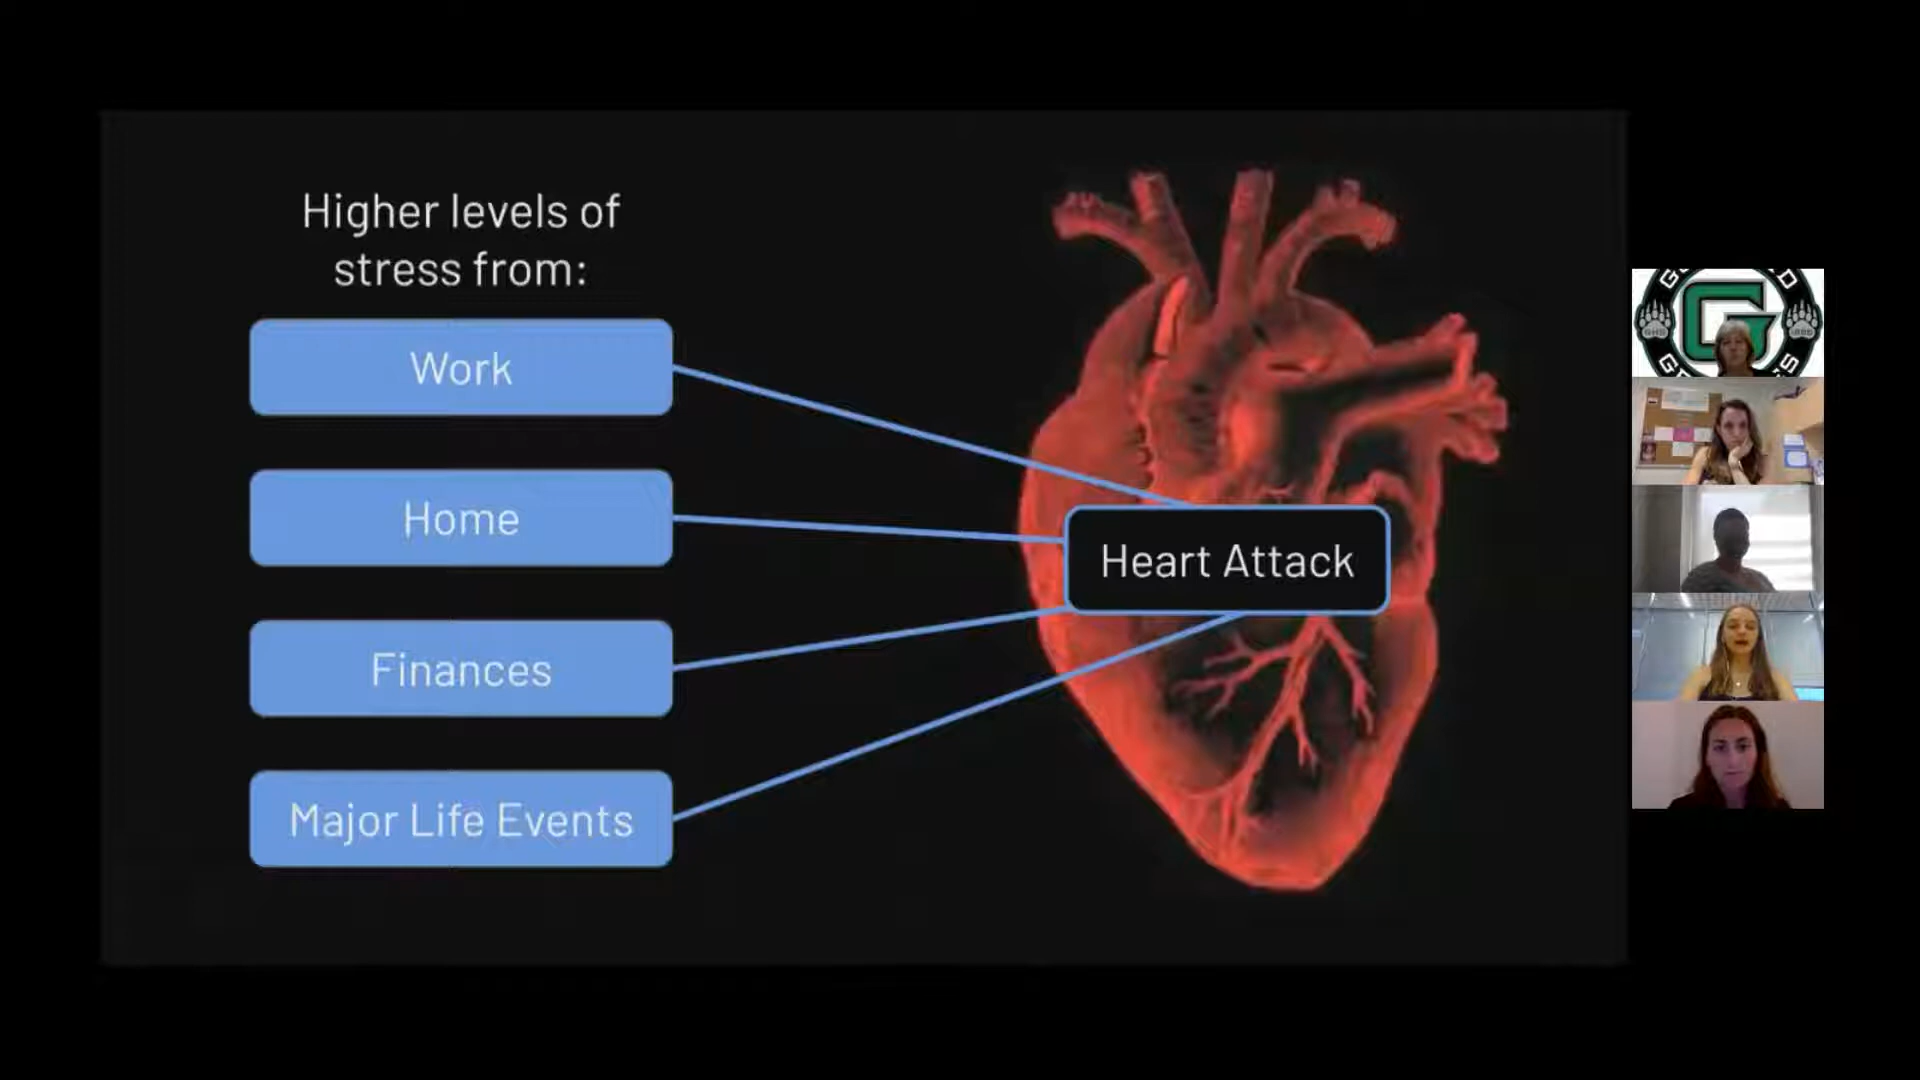 Higher levels of
stress from:
Work
Home
Finances
Major Life Events
Heart Attack
G